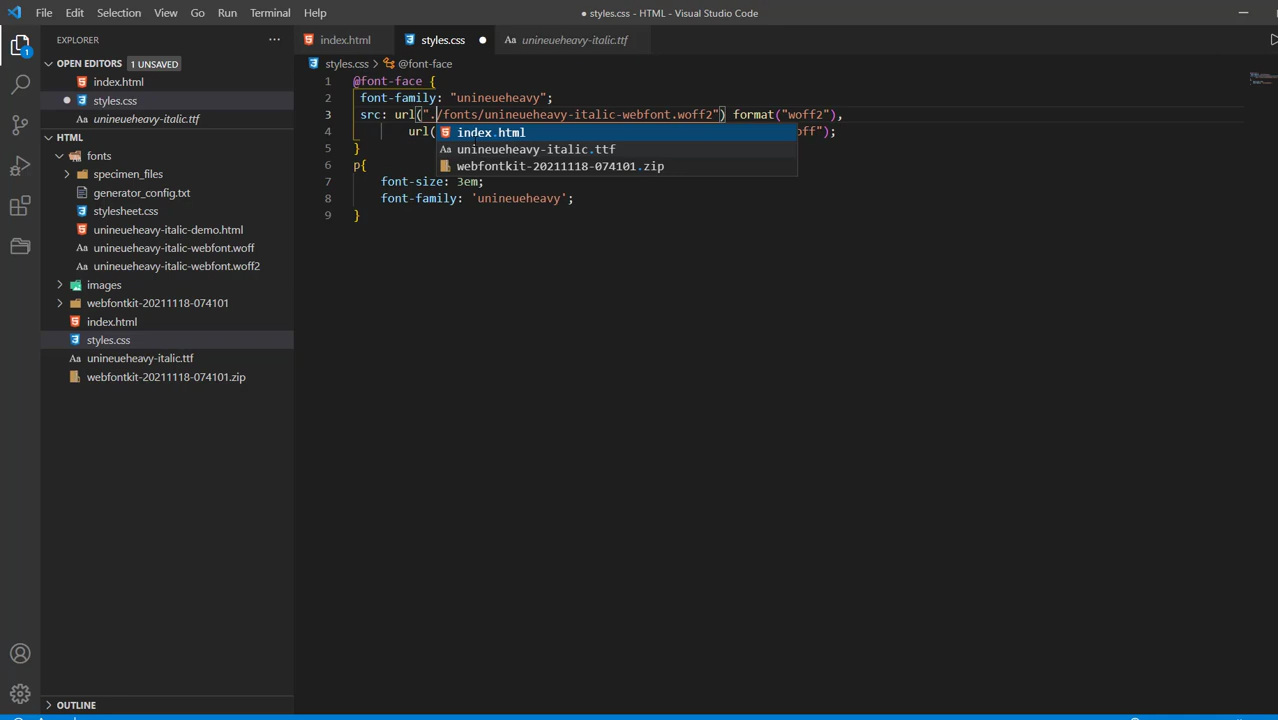 File Edit Selection View Go Run Terminal Help
● styles.css - HTML - Visual Studio Code
EXPLORER
index.html
styles.css
unineueheavy-italic.ttf
OPEN EDITORS 1 UNSAVED
index.html
styles.css
unineueheavy-italic.ttf
HTML
fonts
specimen_files
generator_config.txt
stylesheet.css
unineueheavy-italic-demo.html
unineueheavy-italic-webfont.woff
unineueheavy-italic-webfont.woff2
images
webfontkit-20211118-074101
index.html
styles.css
unineueheavy-italic.ttf
webfontkit-20211118-074101.zip
OUTLINE
1
styles.css > @font-face
1 @font-face {
2 font-family: "unineueheavy";
3 src: url("./fonts/unineueheavy-italic-webfont.woff2") format("woff2"),
4 url( off");
index.html
unineueheavy-italic.ttf
webfontkit-20211118-074101.zip
5 }
6 p{
7 font-size: 3em;
8 font-family: 'unineueheavy';
9 }